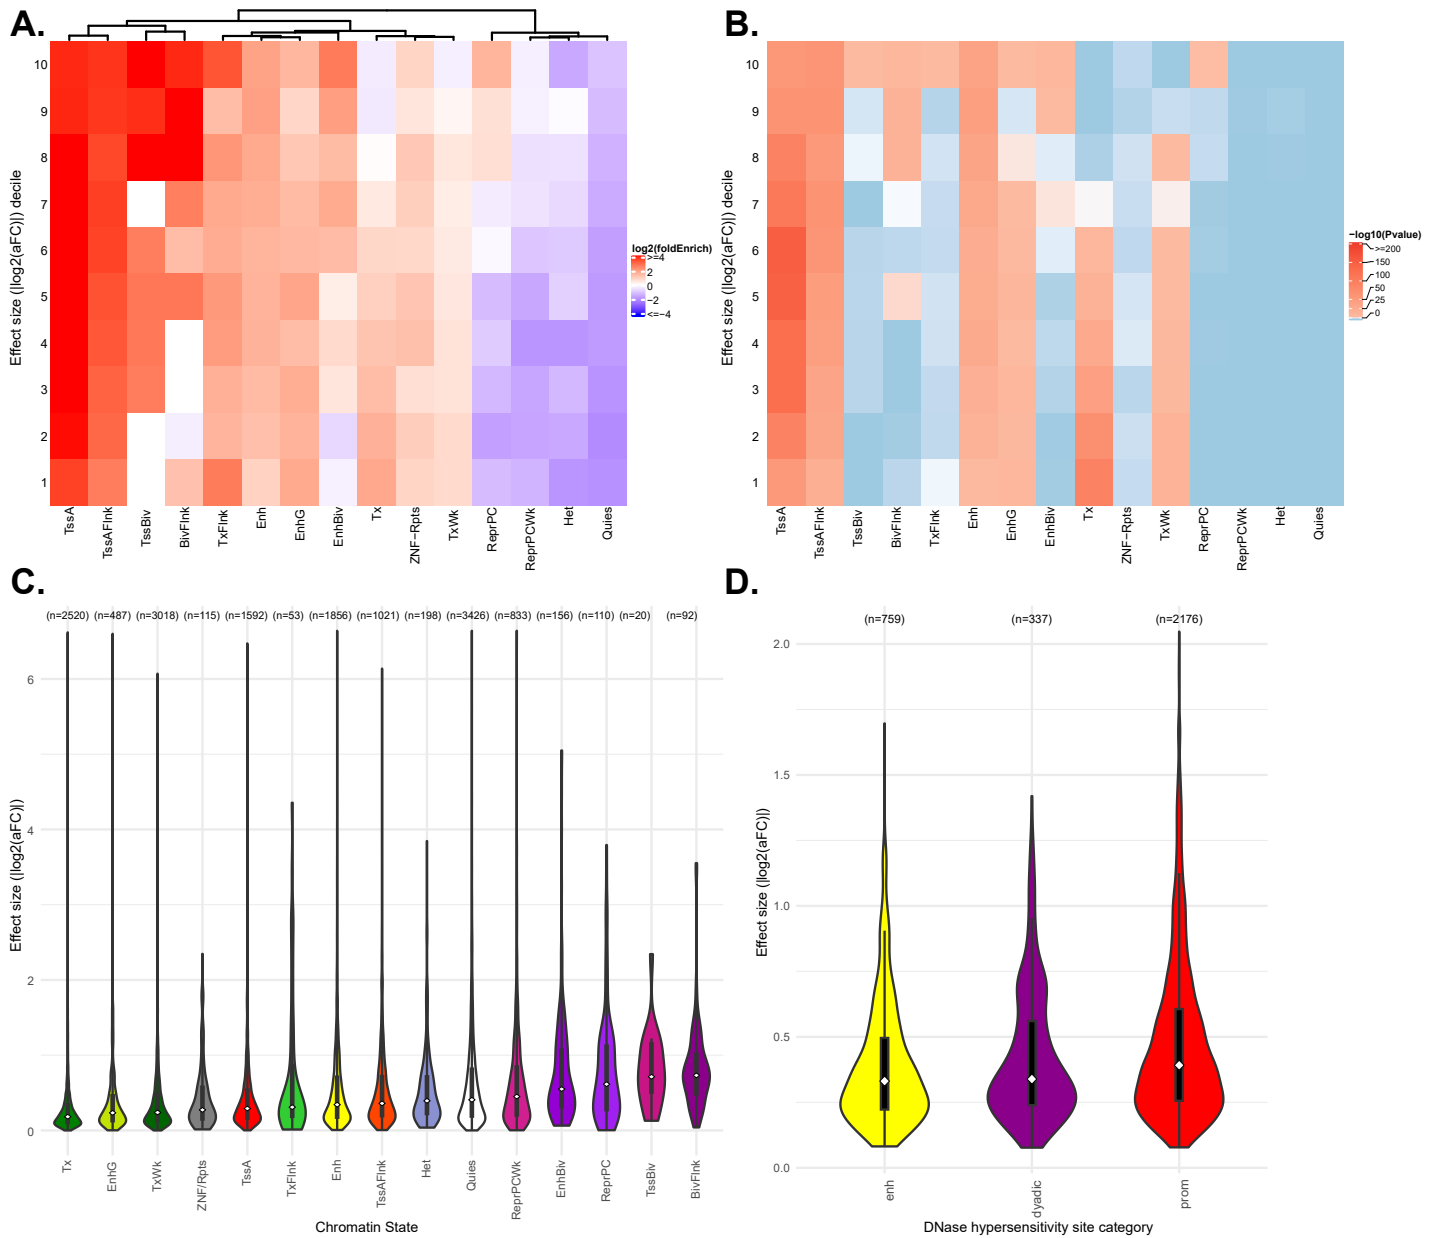 A.
10
9
8
7
6
5
4
3
2
1
Effect size (|log2(aFC)|) decile
TssA
TssAFlnk
TssBiv
BivFlnk
TxFlnk
Enh
EnhG
EnhBiv
Tx
ZNF−Rpts
TxWk
ReprPC
ReprPCWk
Het
Quies
log2(foldEnrich)
>=4
2
0
−2
<=−4
B.
10
9
8
7
6
5
4
3
2
1
Effect size (|log2(aFC)|) decile
TssA
TssAFlnk
TssBiv
BivFlnk
TxFlnk
Enh
EnhG
EnhBiv
Tx
ZNF−Rpts
TxWk
ReprPC
ReprPCWk
Het
Quies
−log10(Pvalue)
>=200
150
100
50
25
0
C.
(n=2520) (n=487) (n=3018) (n=115) (n=1592) (n=53) (n=1856) (n=1021) (n=198) (n=3426) (n=833) (n=156) (n=110) (n=20) (n=92)
6
4
2
0
Effect size (|log2(aFC)|)
Tx
EnhG
TxWk
ZNF/Rpts
TssA
TxFlnk
Enh
TssAFlnk
Het
Quies
ReprPCWk
EnhBiv
ReprPC
TssBiv
BivFlnk
Chromatin State
D.
(n=759) (n=337) (n=2176)
2.0
1.5
1.0
0.5
0.0
Effect size (|log2(aFC)|)
enh
dyadic
prom
DNase hypersensitivity site category